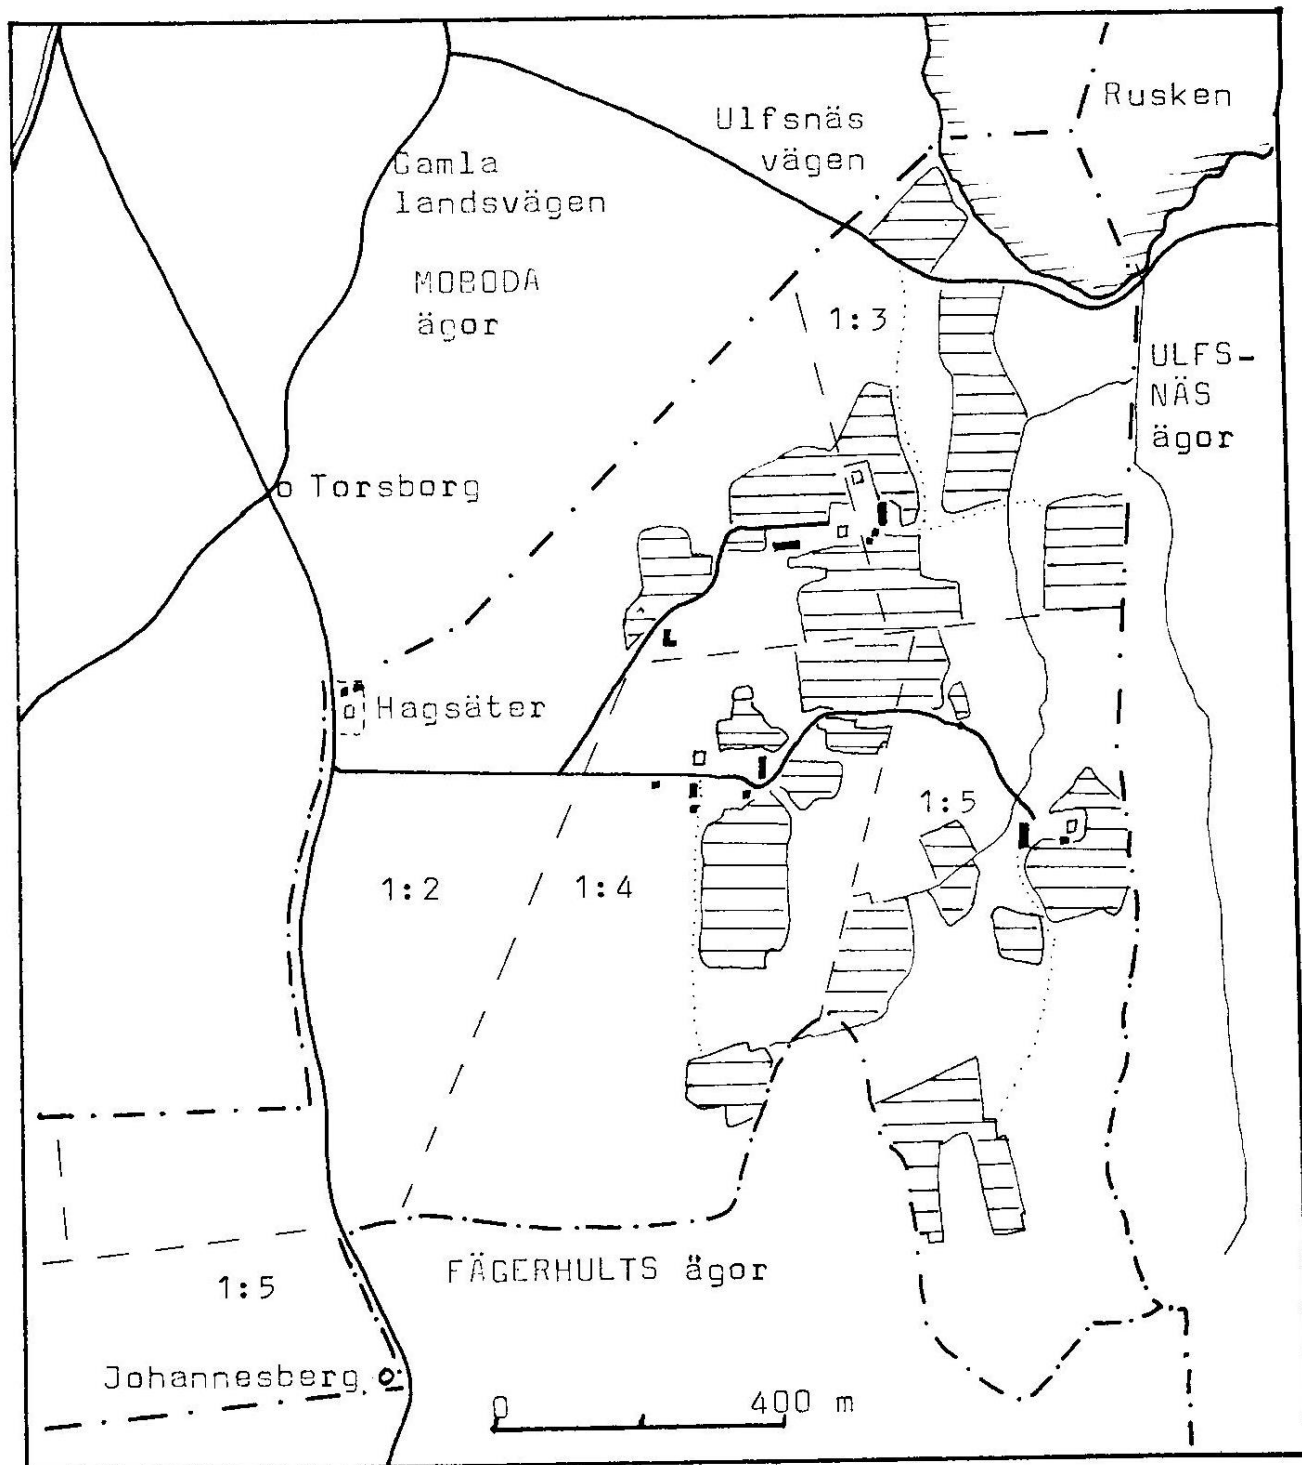 Rusken
Ulfsnäs
vägen
Gamla
landsvägen
MOBODA
ägor
1:3
ULFS-
NÄS
ägor
Torsborg
Hagsäter
1:5
1:2
1:4
FÄGERHULTS ägor
1:5
Johannesberg
0 400 m